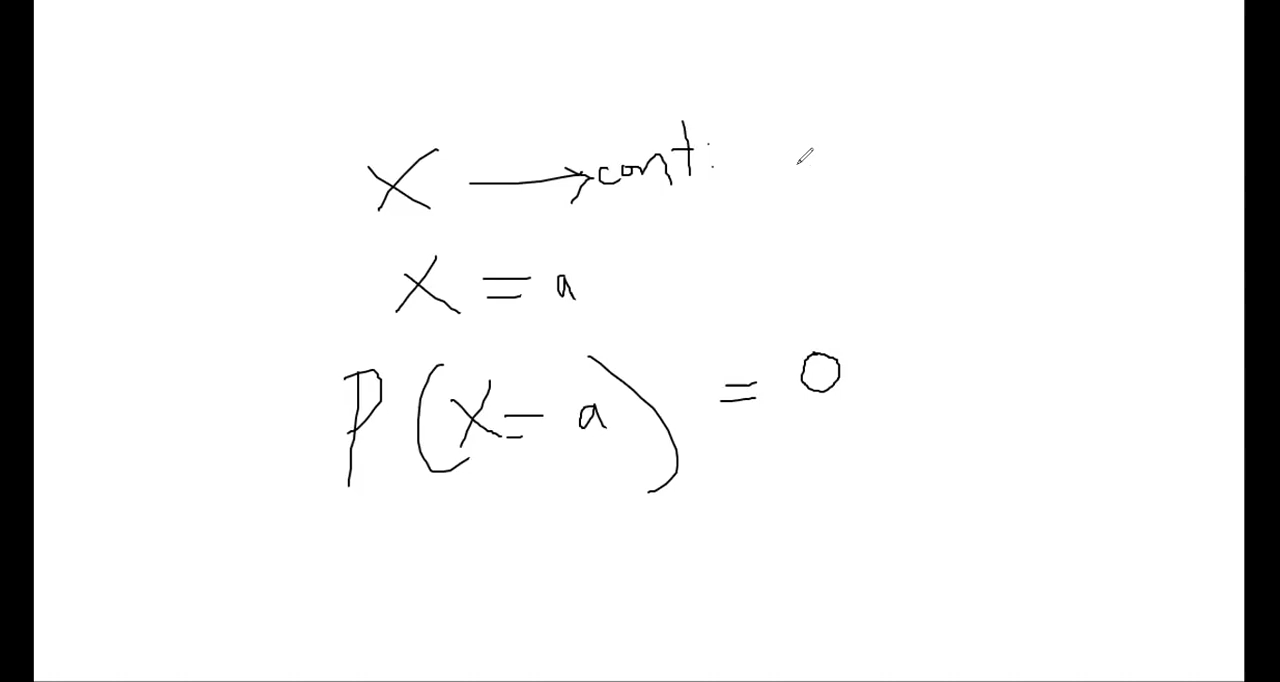 X → cont:
X = a
P(X = a) = 0